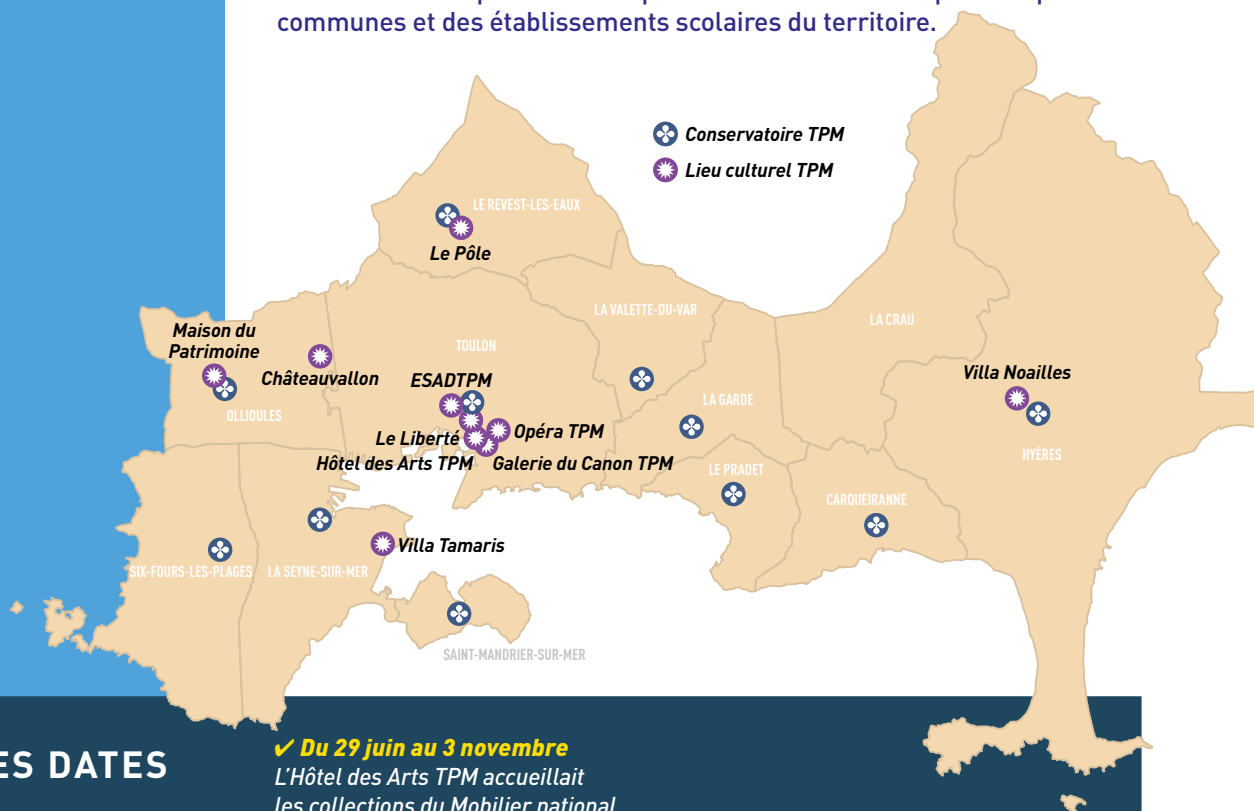 communes et des établissements scolaires du territoire.
Conservatoire TPM
Lieu culturel TPM
LE REVEST-LES-EAUX
Le Pôle
LA VALETTE-DU-VAR
LA CRAU
Maison du
Patrimoine
TOULON
Châteauvallon
ESADTPM
Villa Noailles
OLLIOULES
LA GARDE
Le Liberté
Opéra TPM
Hôtel des Arts TPM
Galerie du Canon TPM
HYÈRES
LE PRADET
CARQUEIRANNE
Villa Tamaris
SIX-FOURS-LES-PLAGES
LA SEYNE-SUR-MER
SAINT-MANDRIER-SUR-MER
ES DATES
✔ Du 29 juin au 3 novembre
L'Hôtel des Arts TPM accueillait
les collections du Mobilier national